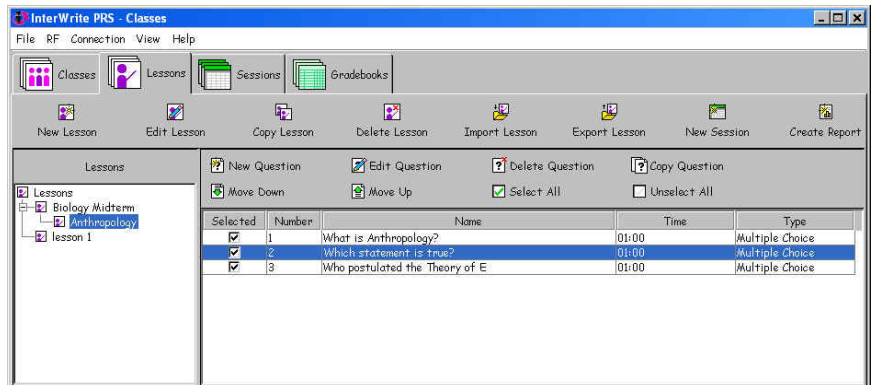 InterWrite PRS - Classes
File RF Connection View Help
Classes Lessons Sessions Gradebooks
New Lesson Edit Lesson Copy Lesson Delete Lesson Import Lesson Export Lesson New Session Create Report
Lessons
New Question Edit Question Delete Question Copy Question
Move Down Move Up Select All Unselect All
Lessons
Biology Midterm
Anthropology
lesson 1
Selected Number Name Time Type
1 What is Anthropology? 01:00 Multiple Choice
2 Which statement is true? 01:00 Multiple Choice
3 Who postulated the Theory of E 01:00 Multiple Choice